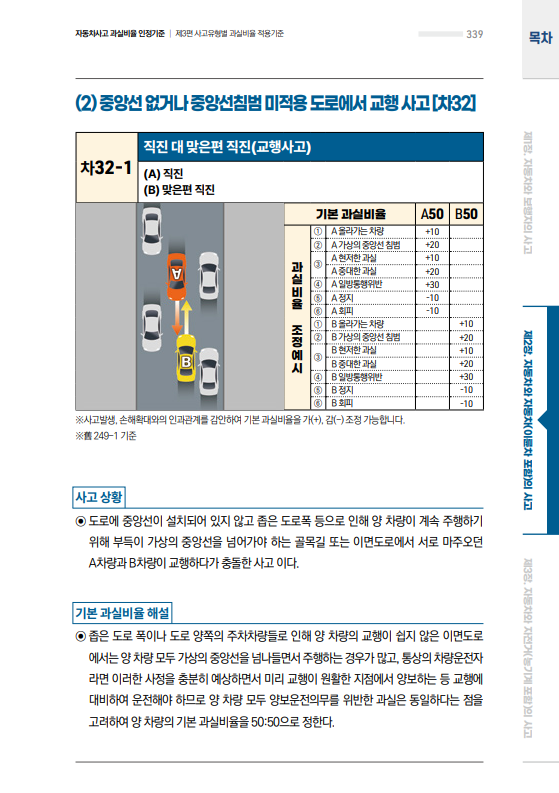 자동차사고 과실비율 인정기준 | 제3편 사고유형별 과실비율 적용기준
339
목차
(2) 중앙선 없거나 중앙선침범 미적용 도로에서 교행 사고 [차32]
차32-1
직진 대 맞은편 직진(교행사고)
(A) 직진
(B) 맞은편 직진
A
B
기본 과실비율 A50 B50
과실비율 조정예시
① A 올라가는 차량 +10
② A 가상의 중앙선 침범 +20
③ A 현저한 과실 +10
A 중대한 과실 +20
④ A 일방통행위반 +30
⑤ A 정지 -10
⑥ A 회피 -10
① B 올라가는 차량 +10
② B 가상의 중앙선 침범 +20
③ B 현저한 과실 +10
B 중대한 과실 +20
④ B 일방통행위반 +30
⑤ B 정지 -10
⑥ B 회피 -10
※사고발생, 손해확대와의 인과관계를 감안하여 기본 과실비율을 가(+), 감(-) 조정 가능합니다.
※舊 249-1 기준
사고 상황
◉ 도로에 중앙선이 설치되어 있지 않고 좁은 도로폭 등으로 인해 양 차량이 계속 주행하기
위해 부득이 가상의 중앙선을 넘어가야 하는 골목길 또는 이면도로에서 서로 마주오던
A차량과 B차량이 교행하다가 충돌한 사고 이다.
기본 과실비율 해설
◉ 좁은 도로 폭이나 도로 양쪽의 주차차량들로 인해 양 차량의 교행이 쉽지 않은 이면도로
에서는 양 차량 모두 가상의 중앙선을 넘나들면서 주행하는 경우가 많고, 통상의 차량운전자
라면 이러한 사정을 충분히 예상하면서 미리 교행이 원활한 지점에서 양보하는 등 교행에
대비하여 운전해야 하므로 양 차량 모두 양보운전의무를 위반한 과실은 동일하다는 점을
고려하여 양 차량의 기본 과실비율을 50:50으로 정한다.
제1장. 자동차와 보행자의 사고
제2장. 자동차와 자동차(이륜차 포함)의 사고
제3장. 자동차와 자전거(농기계 포함)의 사고